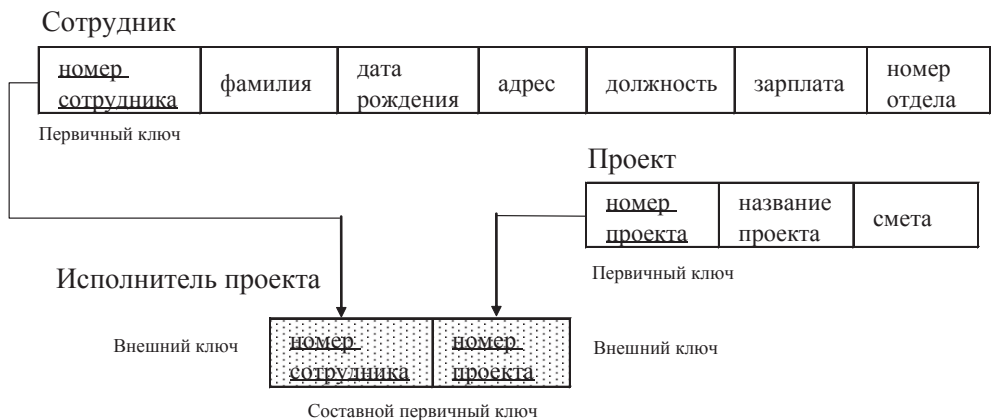 Сотрудник
номер
сотрудника
фамилия
дата
рождения
адрес
должность
зарплата
номер
отдела
Первичный ключ
Проект
номер
проекта
название
проекта
смета
Первичный ключ
Исполнитель проекта
Внешний ключ
номер
сотрудника
номер
проекта
Внешний ключ
Составной первичный ключ